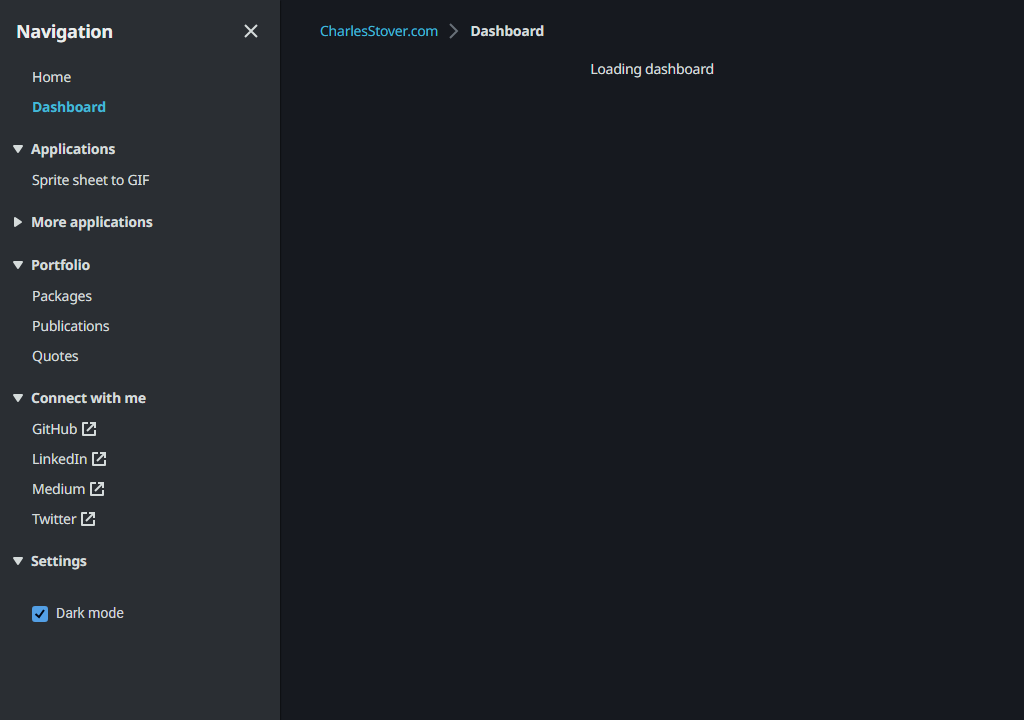 Navigation
Home
Dashboard
Applications
Sprite sheet to GIF
More applications
Portfolio
Packages
Publications
Quotes
Connect with me
GitHub
LinkedIn
Medium
Twitter
Settings
Dark mode
CharlesStover.com Dashboard
Loading dashboard